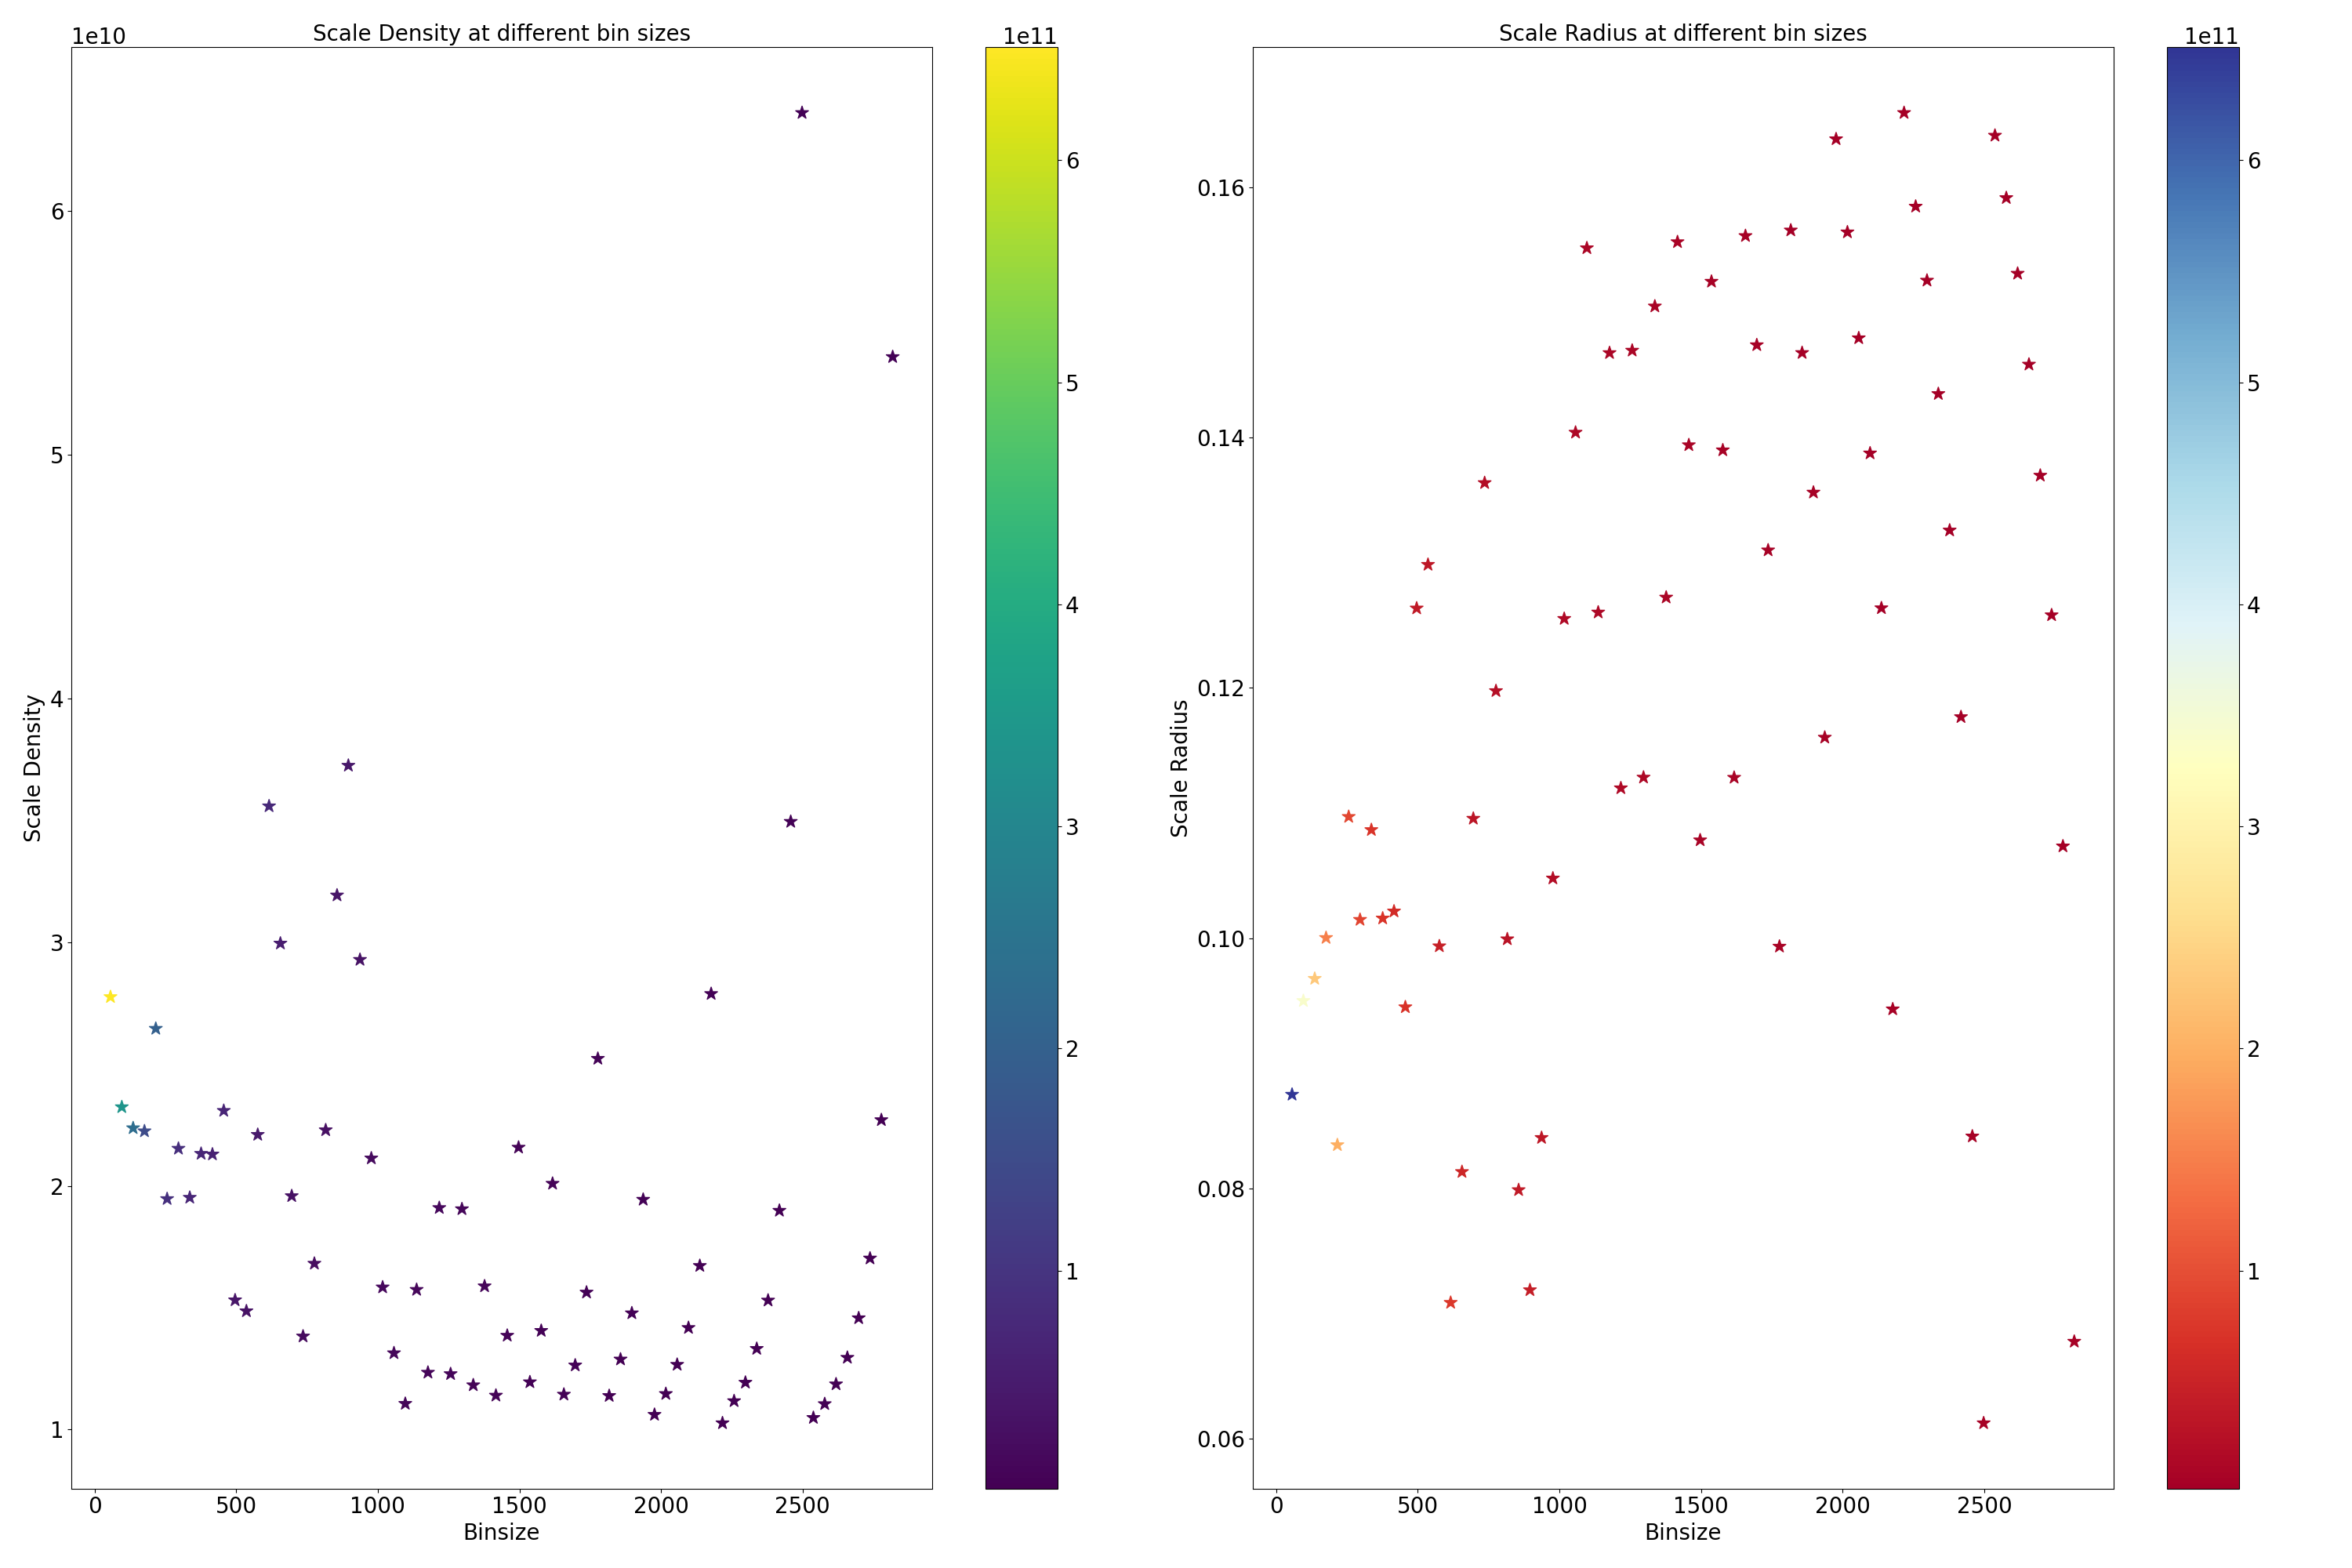 Scale Density at different bin sizes
1e10
6
5
4
3
2
1
Scale Density
0 500 1000 1500 2000 2500
Binsize
1e11
6
5
4
3
2
1
Scale Radius at different bin sizes
0.16
0.14
0.12
0.10
0.08
0.06
Scale Radius
0 500 1000 1500 2000 2500
Binsize
1e11
6
5
4
3
2
1